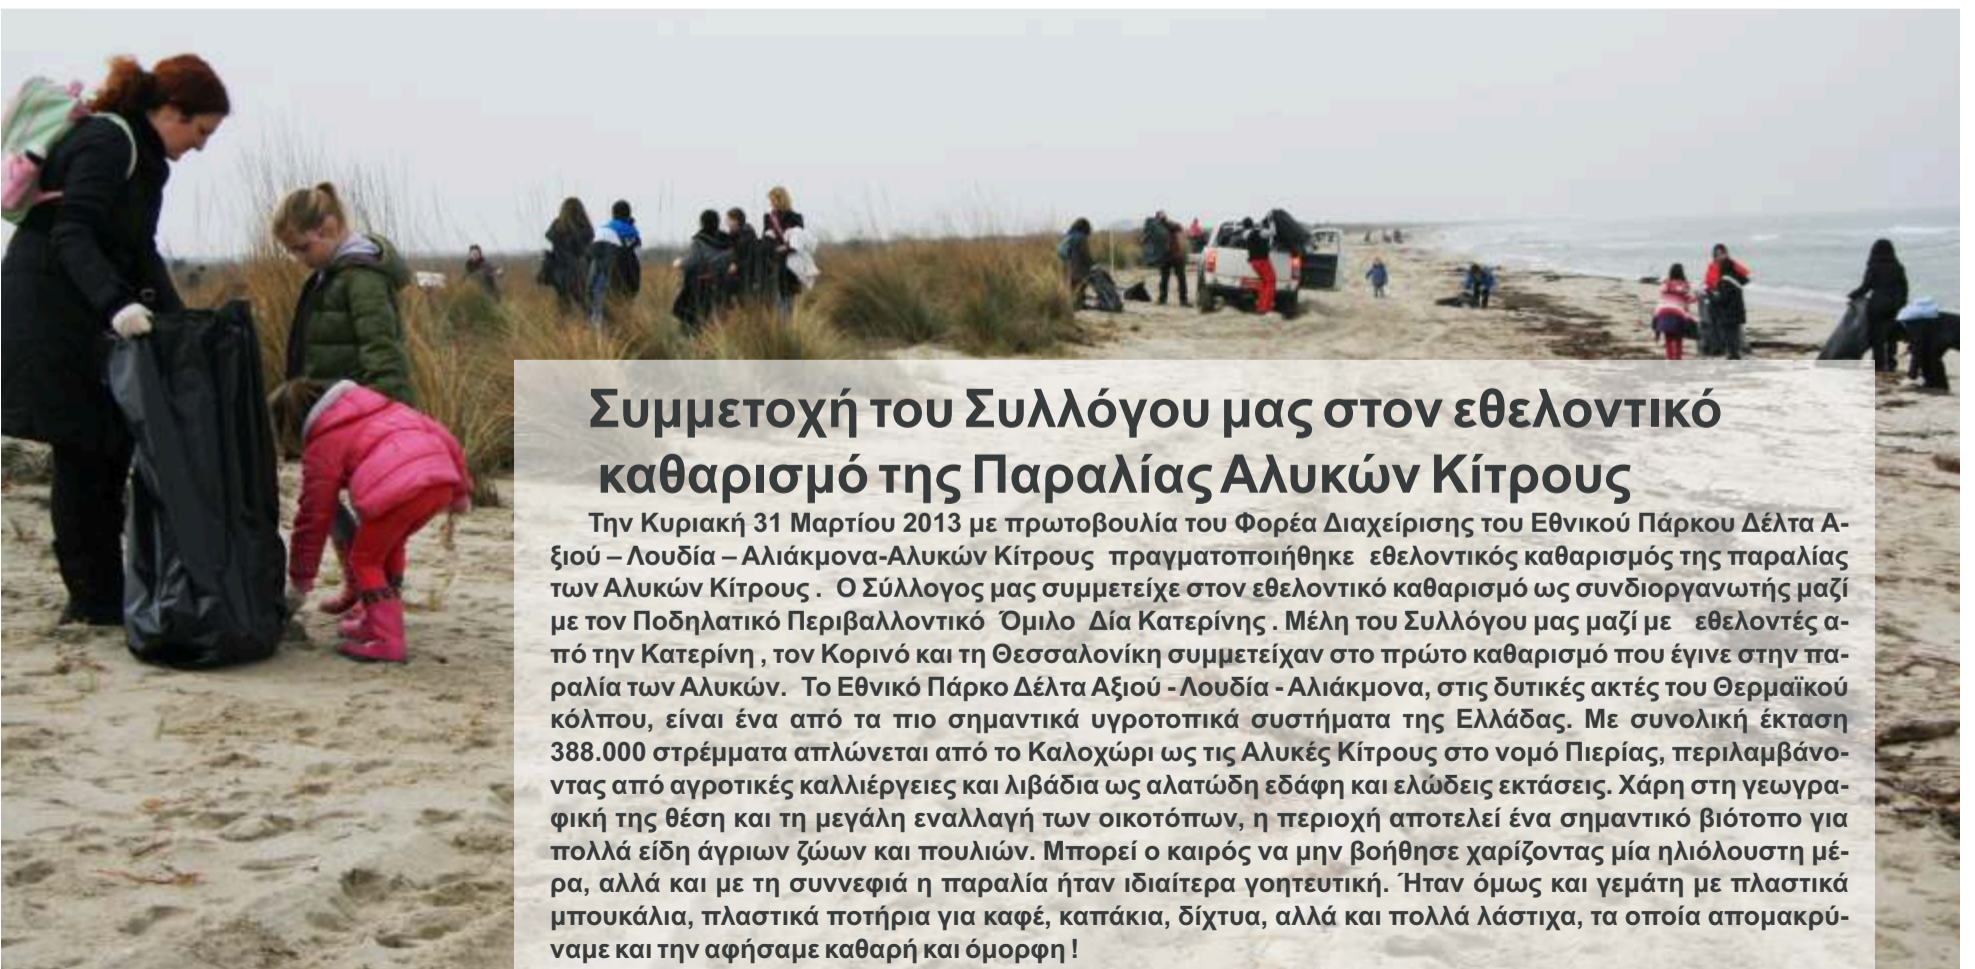 Συμμετοχή του Συλλόγου μας στον εθελοντικό
καθαρισμό της Παραλίας Αλυκών Κίτρους
Την Κυριακή 31 Μαρτίου 2013 με πρωτοβουλία του Φορέα Διαχείρισης του Εθνικού Πάρκου Δέλτα Α-
ξιού – Λουδία – Αλιάκμονα-Αλυκών Κίτρους πραγματοποιήθηκε εθελοντικός καθαρισμός της παραλίας
των Αλυκών Κίτρους . Ο Σύλλογος μας συμμετείχε στον εθελοντικό καθαρισμό ως συνδιοργανωτής μαζί
με τον Ποδηλατικό Περιβαλλοντικό Όμιλο Δία Κατερίνης . Μέλη του Συλλόγου μας μαζί με εθελοντές α-
πό την Κατερίνη , τον Κορινό και τη Θεσσαλονίκη συμμετείχαν στο πρώτο καθαρισμό που έγινε στην πα-
ραλία των Αλυκών. Το Εθνικό Πάρκο Δέλτα Αξιού - Λουδία - Αλιάκμονα, στις δυτικές ακτές του Θερμαϊκού
κόλπου, είναι ένα από τα πιο σημαντικά υγροτοπικά συστήματα της Ελλάδας. Με συνολική έκταση
388.000 στρέμματα απλώνεται από το Καλοχώρι ως τις Αλυκές Κίτρους στο νομό Πιερίας, περιλαμβάνο-
ντας από αγροτικές καλλιέργειες και λιβάδια ως αλατώδη εδάφη και ελώδεις εκτάσεις. Χάρη στη γεωγρα-
φική της θέση και τη μεγάλη εναλλαγή των οικοτόπων, η περιοχή αποτελεί ένα σημαντικό βιότοπο για
πολλά είδη άγριων ζώων και πουλιών. Μπορεί ο καιρός να μην βοήθησε χαρίζοντας μία ηλιόλουστη μέ-
ρα, αλλά και με τη συννεφιά η παραλία ήταν ιδιαίτερα γοητευτική. Ήταν όμως και γεμάτη με πλαστικά
μπουκάλια, πλαστικά ποτήρια για καφέ, καπάκια, δίχτυα, αλλά και πολλά λάστιχα, τα οποία απομακρύ-
ναμε και την αφήσαμε καθαρή και όμορφη !